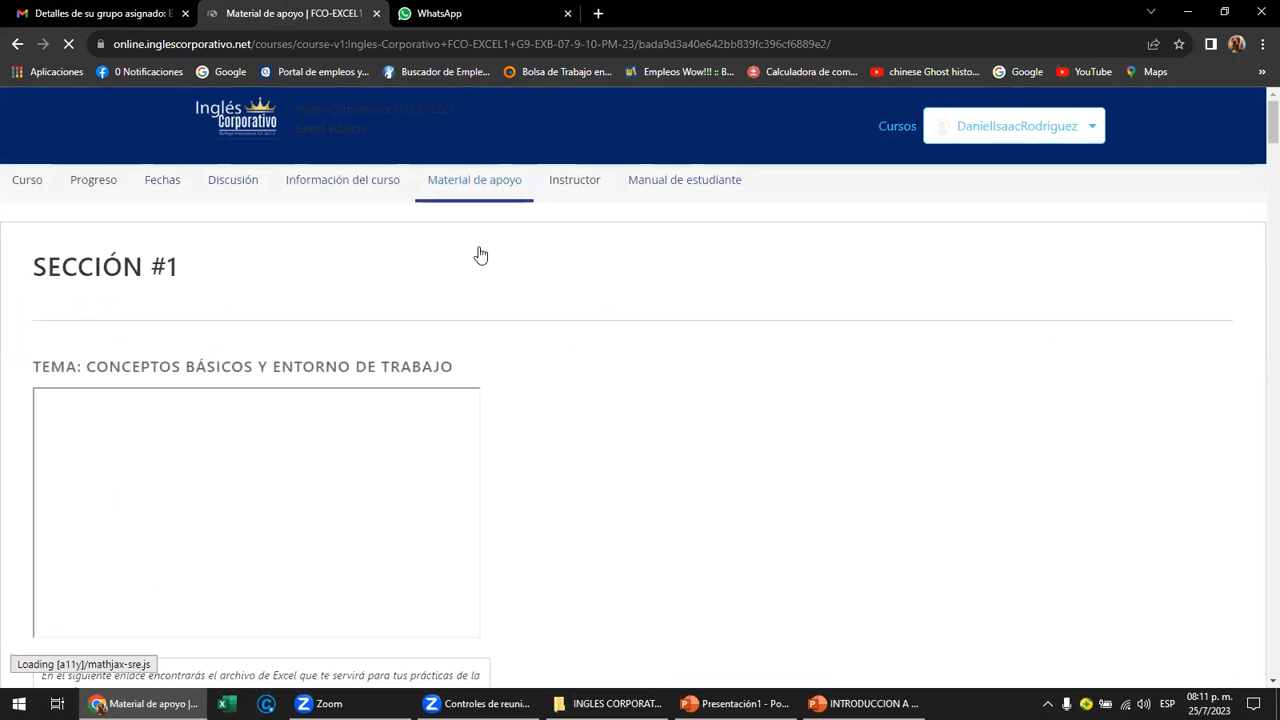 Detalles de su grupo asignado: E
Material de apoyo | FCO-EXCEL1
WhatsApp
online.inglescorporativo.net/courses/course-v1:Ingles-Corporativo+FCO-EXCEL1+G9-EXB-07-9-10-PM-23/bada9d3a40e642bb839fc396cf6889e2/
Aplicaciones
0 Notificaciones
Google
Portal de empleos y...
Buscador de Emple...
Bolsa de Trabajo en...
Empleos Wow!!! :: B...
Calculadora de com...
chinese Ghost histo...
Google
YouTube
Maps
»
Inglés
Corporativo
Ingles-Corporativo: FCO-EXCEL1
Excel Básico
Cursos
DanielIsaacRodriguez
Curso
Progreso
Fechas
Discusión
Información del curso
Material de apoyo
Instructor
Manual de estudiante
SECCIÓN #1
TEMA: CONCEPTOS BÁSICOS Y ENTORNO DE TRABAJO
Loading [a11y]/mathjax-sre.js
En el siguiente enlace encontrarás el archivo de Excel que te servirá para tus prácticas de la
Material de apoyo |...
Zoom
Controles de reuni...
INGLES CORPORAT...
Presentación1 - Po...
INTRODUCCION A ...
ESP
08:11 p. m.
25/7/2023